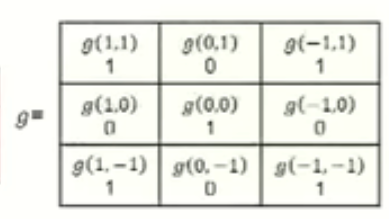 g(1,1) g(0,1) g(−1,1)
1 0 1
g= g(1,0) g(0,0) g(−1,0)
0 1 0
g(1,−1) g(0,−1) g(−1,−1)
1 0 1